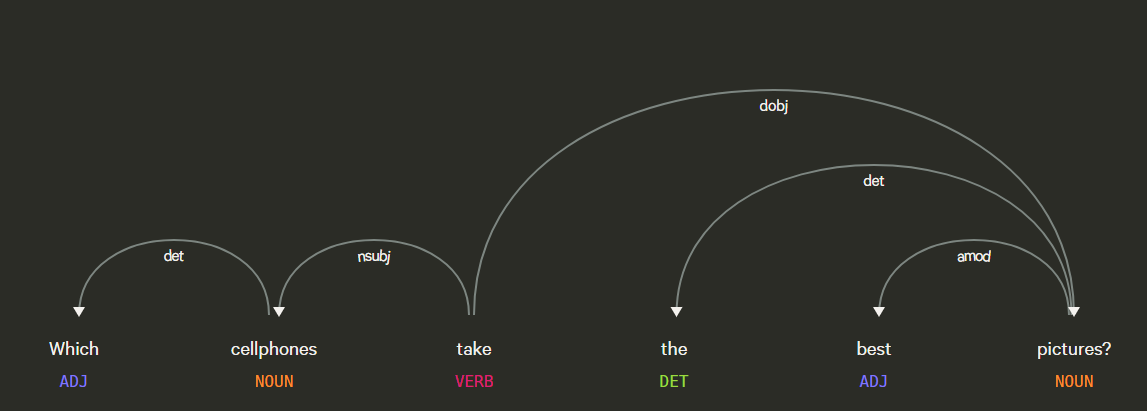 dobj
det
det nsubj amod
Which cellphones take the best pictures?
ADJ NOUN VERB DET ADJ NOUN